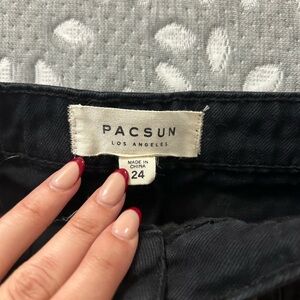 PACSUN
LOS ANGELES
MADE IN
CHINA
24